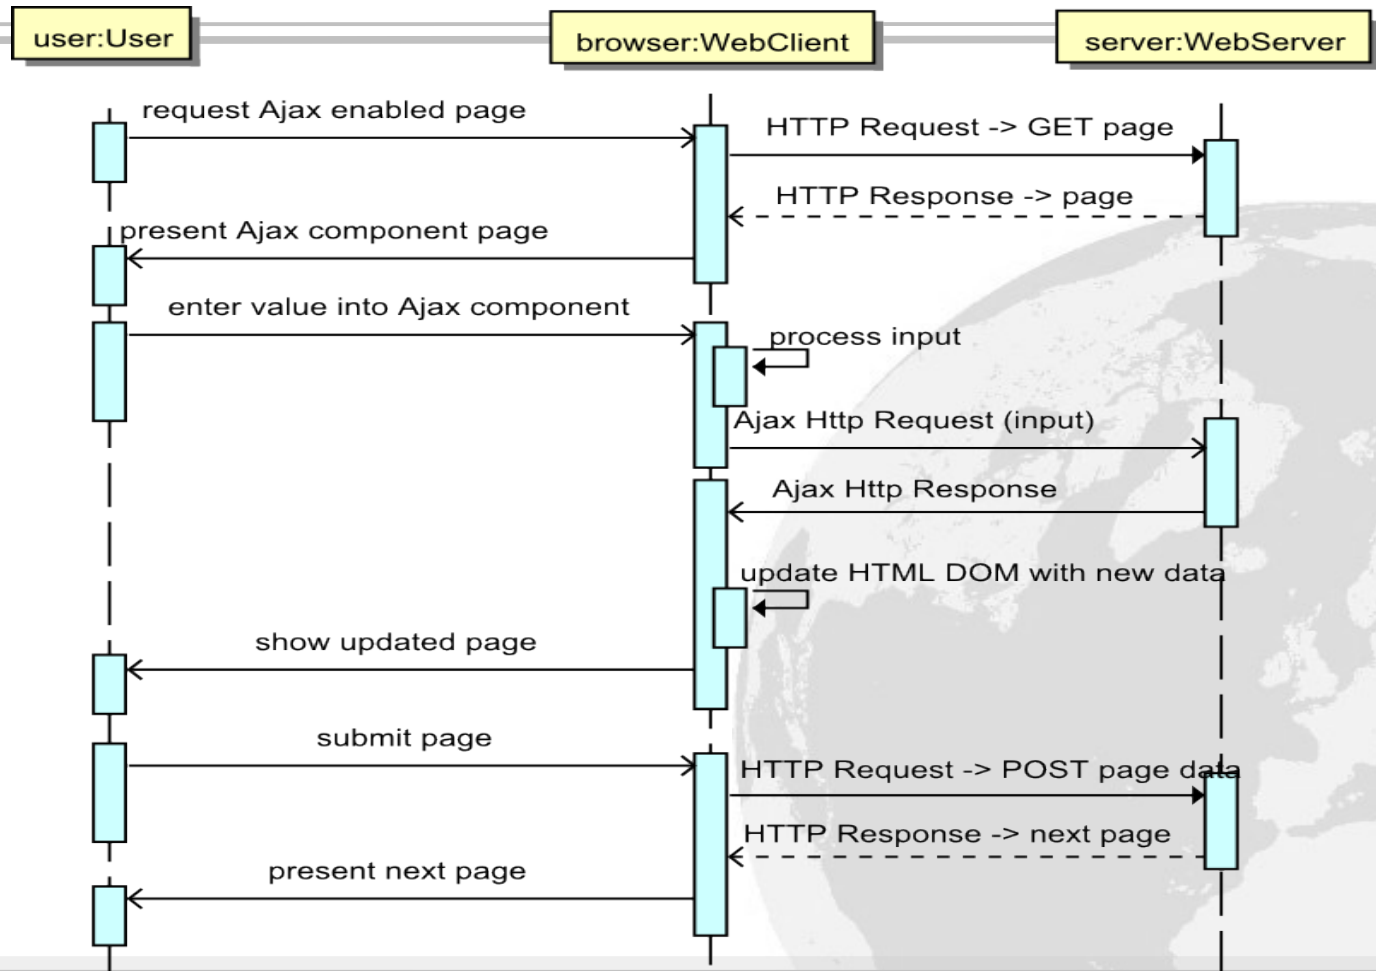 user:User
browser:WebClient
server:WebServer
request Ajax enabled page
HTTP Request -> GET page
HTTP Response -> page
present Ajax component page
enter value into Ajax component
process input
Ajax Http Request (input)
Ajax Http Response
update HTML DOM with new data
show updated page
submit page
HTTP Request -> POST page data
HTTP Response -> next page
present next page